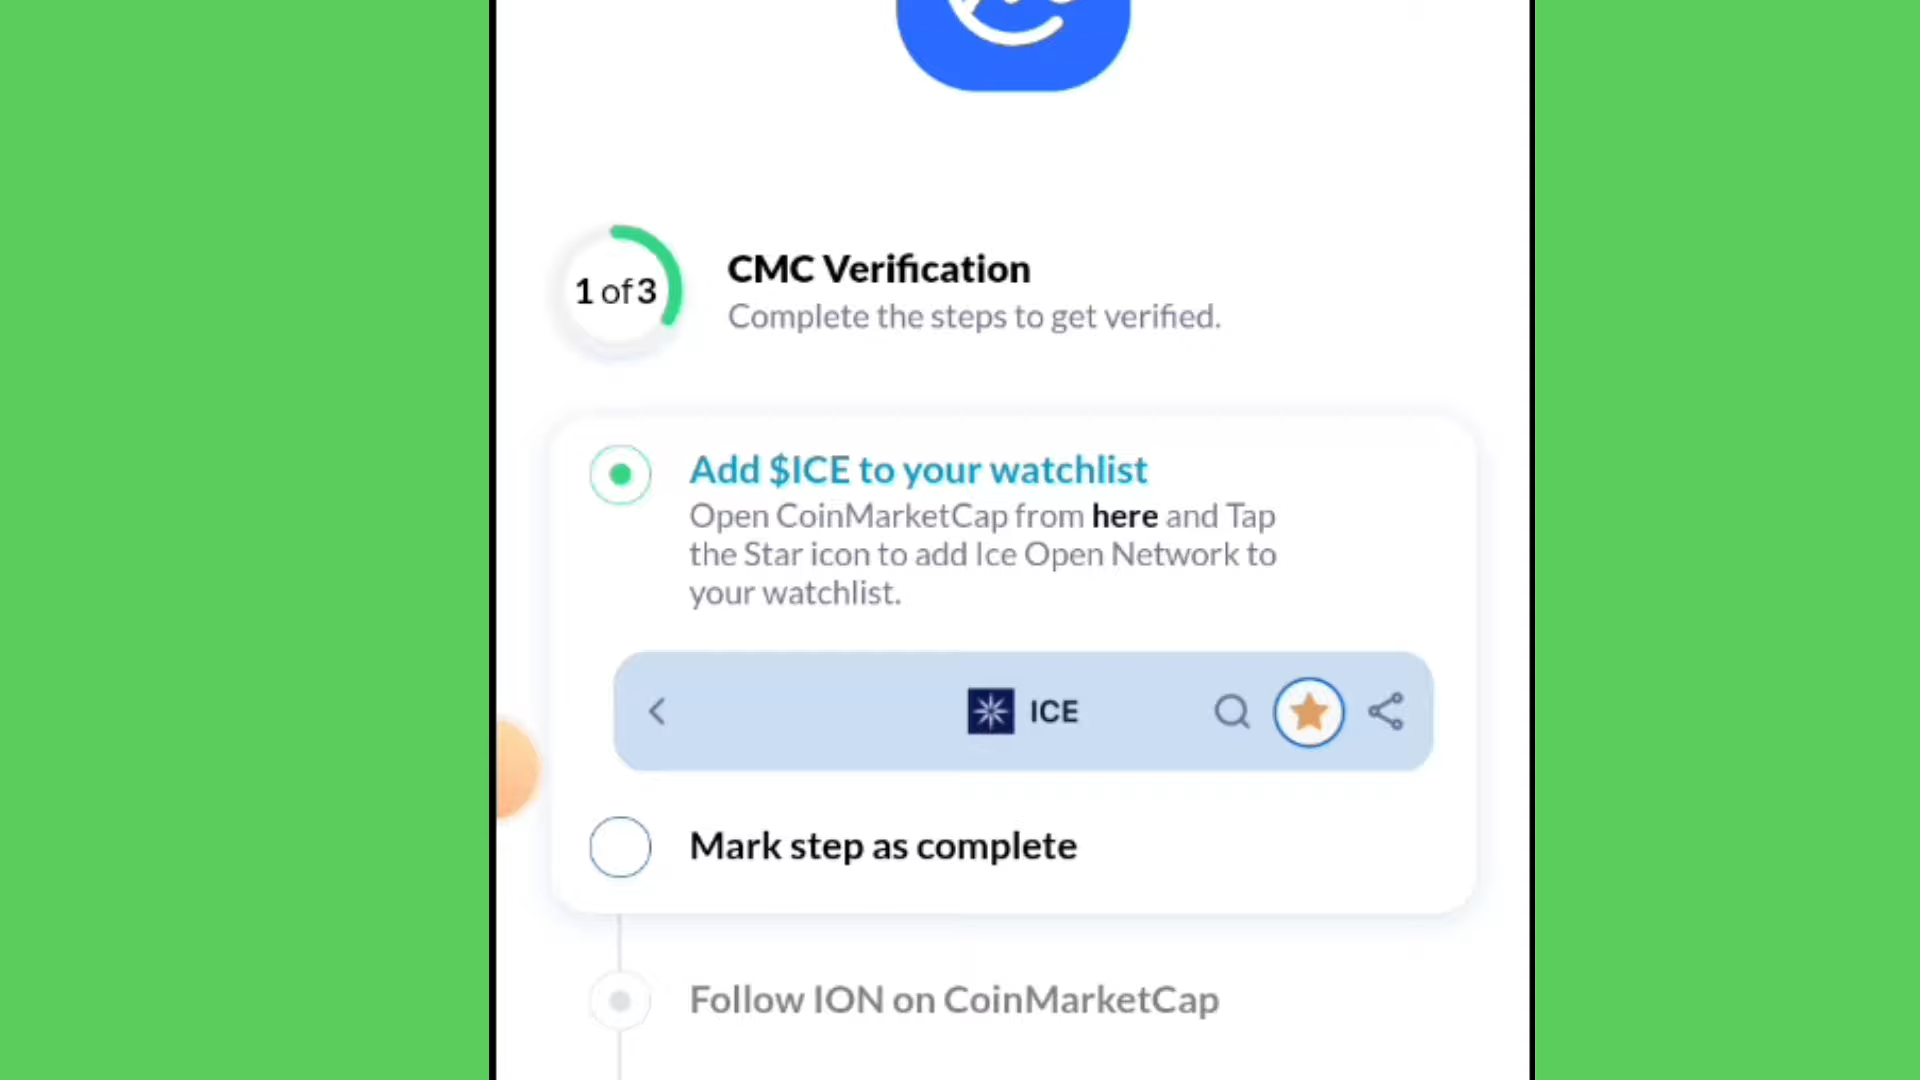 1 of 3
CMC Verification
Complete the steps to get verified.
Add $ICE to your watchlist
Open CoinMarketCap from here and Tap
the Star icon to add Ice Open Network to
your watchlist.
ICE
Mark step as complete
Follow ION on CoinMarketCap